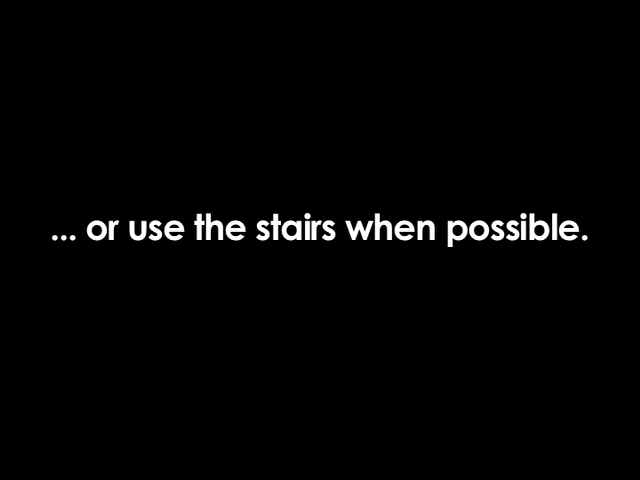 ... or use the stairs when possible.